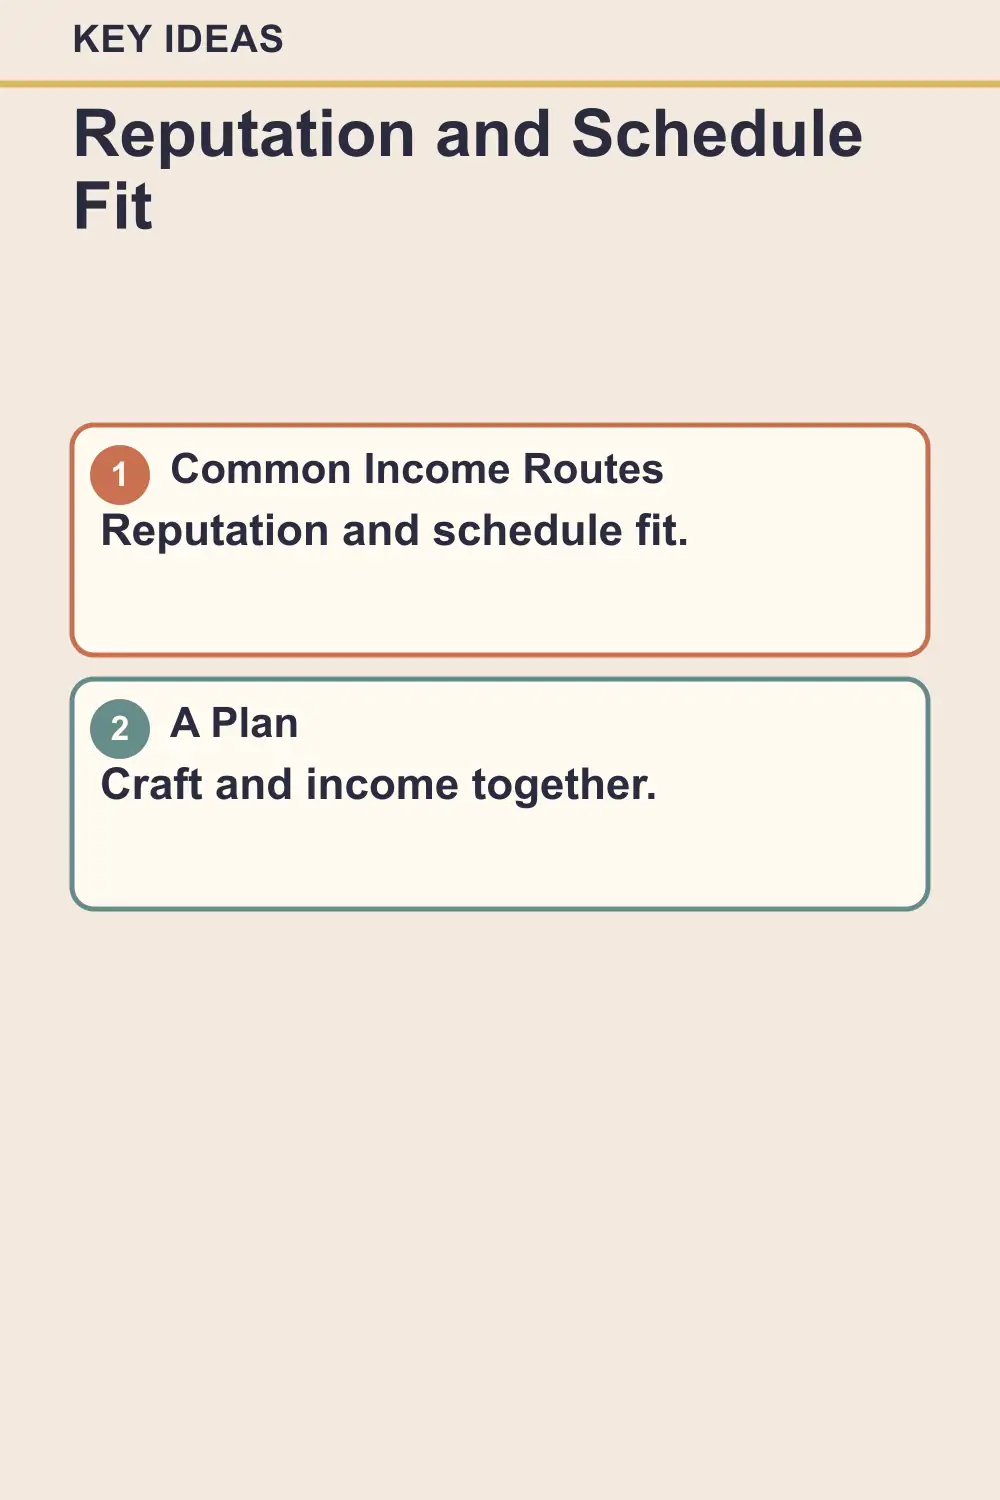 KEY IDEAS
Reputation and Schedule
Fit
1 Common Income Routes
Reputation and schedule fit.
2 A Plan
Craft and income together.